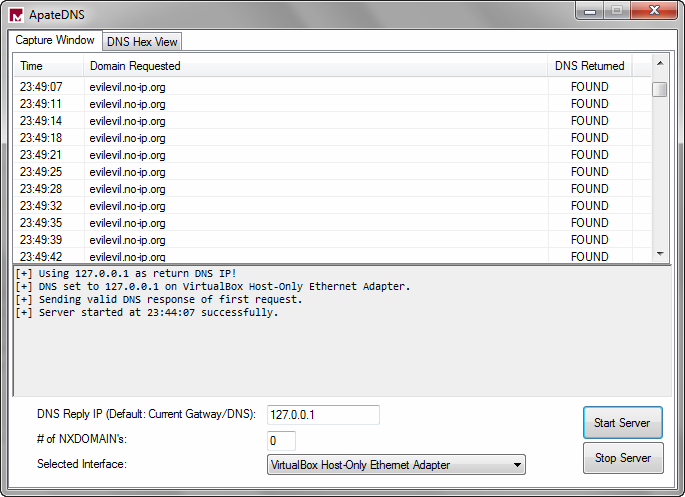 ApateDNS
Capture Window DNS Hex View
Time Domain Requested DNS Returned
23:49:07 evilevil.no-ip.org FOUND
23:49:11 evilevil.no-ip.org FOUND
23:49:14 evilevil.no-ip.org FOUND
23:49:18 evilevil.no-ip.org FOUND
23:49:21 evilevil.no-ip.org FOUND
23:49:25 evilevil.no-ip.org FOUND
23:49:28 evilevil.no-ip.org FOUND
23:49:32 evilevil.no-ip.org FOUND
23:49:35 evilevil.no-ip.org FOUND
23:49:39 evilevil.no-ip.org FOUND
23:49:42 evilevil.no-ip.org FOUND
[+] Using 127.0.0.1 as return DNS IP!
[+] DNS set to 127.0.0.1 on VirtualBox Host-Only Ethernet Adapter.
[+] Sending valid DNS response of first request.
[+] Server started at 23:44:07 successfully.
DNS Reply IP (Default: Current Gatway/DNS): 127.0.0.1
# of NXDOMAIN's: 0
Selected Interface: VirtualBox Host-Only Ethernet Adapter
Start Server
Stop Server